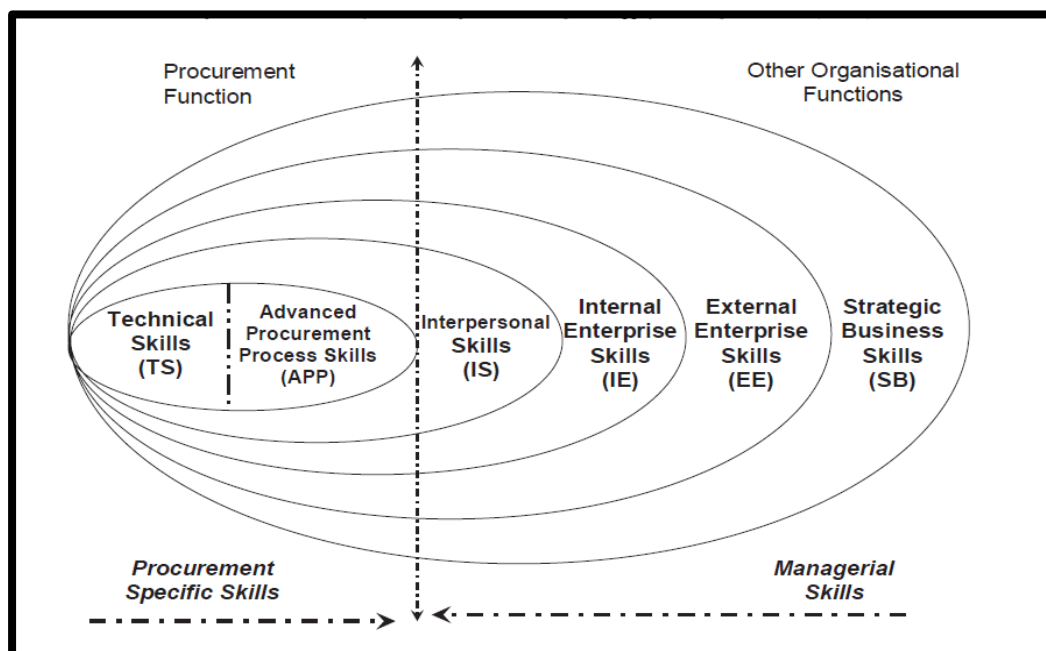 Procurement
Function
Other Organisational
Functions
Technical
Skills
(TS)
Advanced
Procurement
Process Skills
(APP)
Interpersonal
Skills
(IS)
Internal
Enterprise
Skills
(IE)
External
Enterprise
Skills
(EE)
Strategic
Business
Skills
(SB)
Procurement
Specific Skills
Managerial
Skills